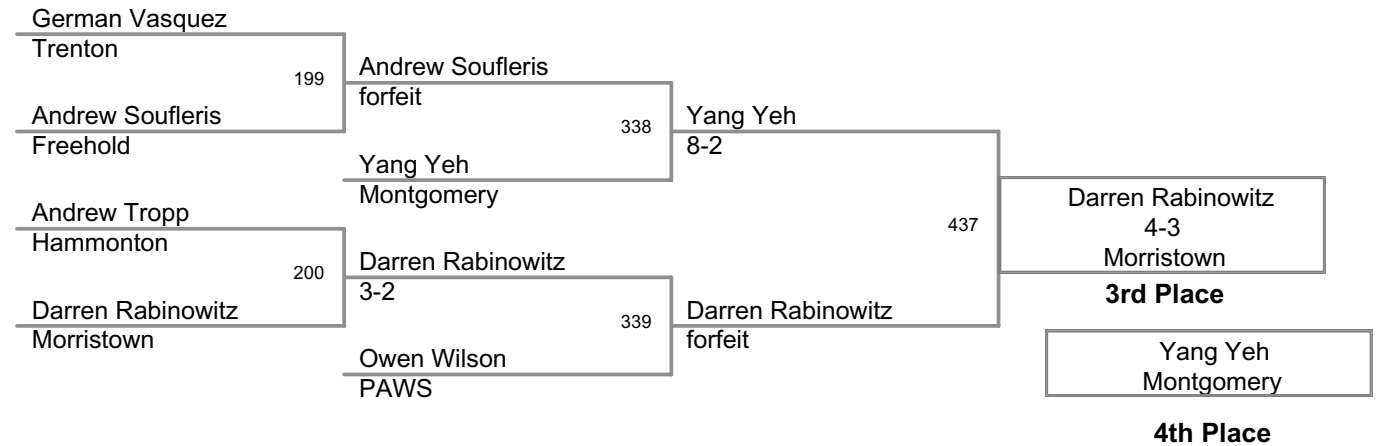 German Vasquez
Trenton
199
Andrew Soufleris
Freehold
Andrew Tropp
Hammonton
200
Darren Rabinowitz
Morristown
Andrew Soufleris
forfeit
338
Yang Yeh
Montgomery
Darren Rabinowitz
3-2
339
Owen Wilson
PAWS
Yang Yeh
8-2
437
Darren Rabinowitz
forfeit
Darren Rabinowitz
4-3
Morristown
3rd Place
Yang Yeh
Montgomery
4th Place